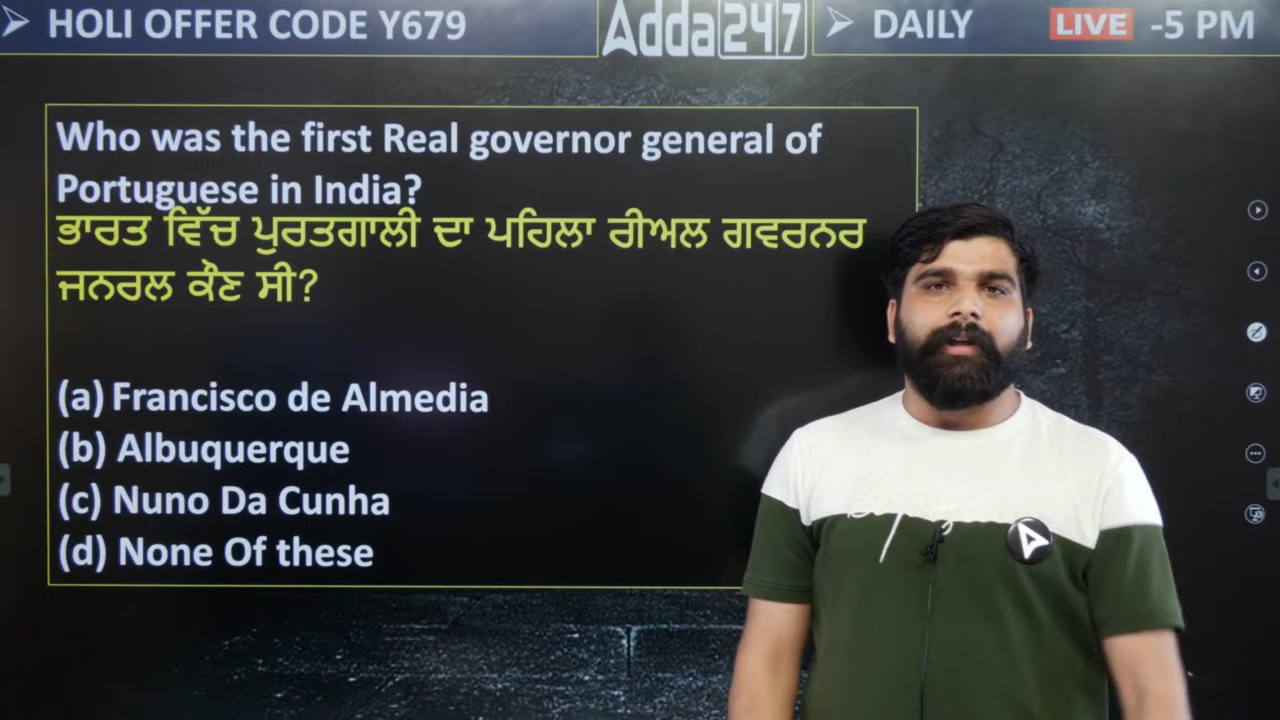 HOLI OFFER CODE Y679
Adda247
DAILY LIVE -5 PM
Who was the first Real governor general of
Portuguese in India?
ਭਾਰਤ ਵਿੱਚ ਪੁਰਤਗਾਲੀ ਦਾ ਪਹਿਲਾ ਰੀਅਲ ਗਵਰਨਰ
ਜਨਰਲ ਕੌਣ ਸੀ?
(a) Francisco de Almedia
(b) Albuquerque
(c) Nuno Da Cunha
(d) None Of these